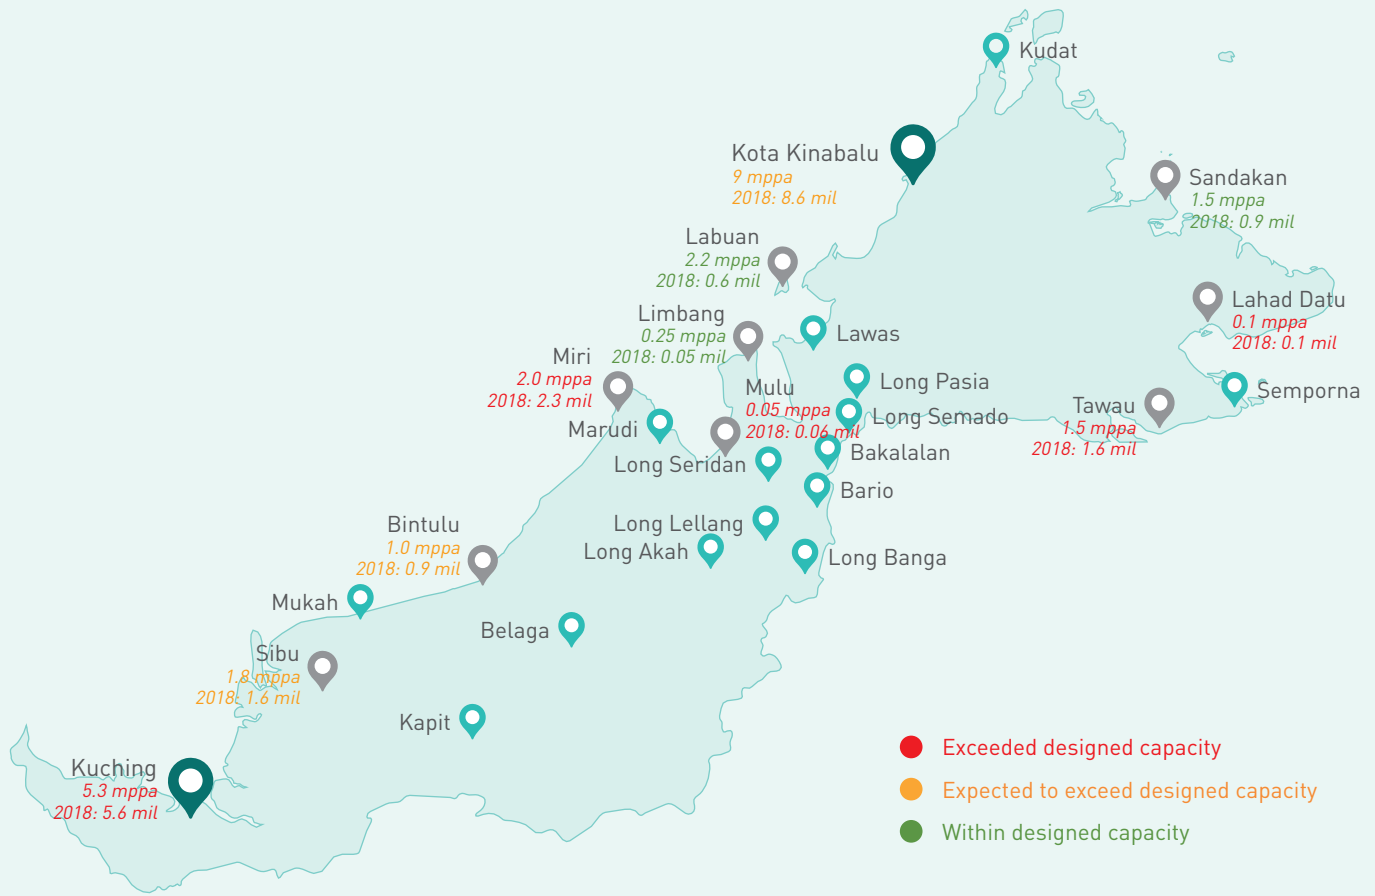 Kudat
Kota Kinabalu
9 mppa
2018: 8.6 mil
Sandakan
1.5 mppa
2018: 0.9 mil
Labuan
2.2 mppa
2018: 0.6 mil
Lahad Datu
0.1 mppa
2018: 0.1 mil
Limbang
0.25 mppa
2018: 0.05 mil
Lawas
Miri
2.0 mppa
2018: 2.3 mil
Mulu
0.05 mppa
2018: 0.06 mil
Long Pasia
Semporna
Tawau
1.5 mppa
2018: 1.6 mil
Long Semado
Marudi
Bakalalan
Long Seridan
Bario
Bintulu
1.0 mppa
2018: 0.9 mil
Long Lellang
Long Akah
Long Banga
Mukah
Belaga
Sibu
1.8 mppa
2018: 1.6 mil
Kapit
Kuching
5.3 mppa
2018: 5.6 mil
Exceeded designed capacity
Expected to exceed designed capacity
Within designed capacity